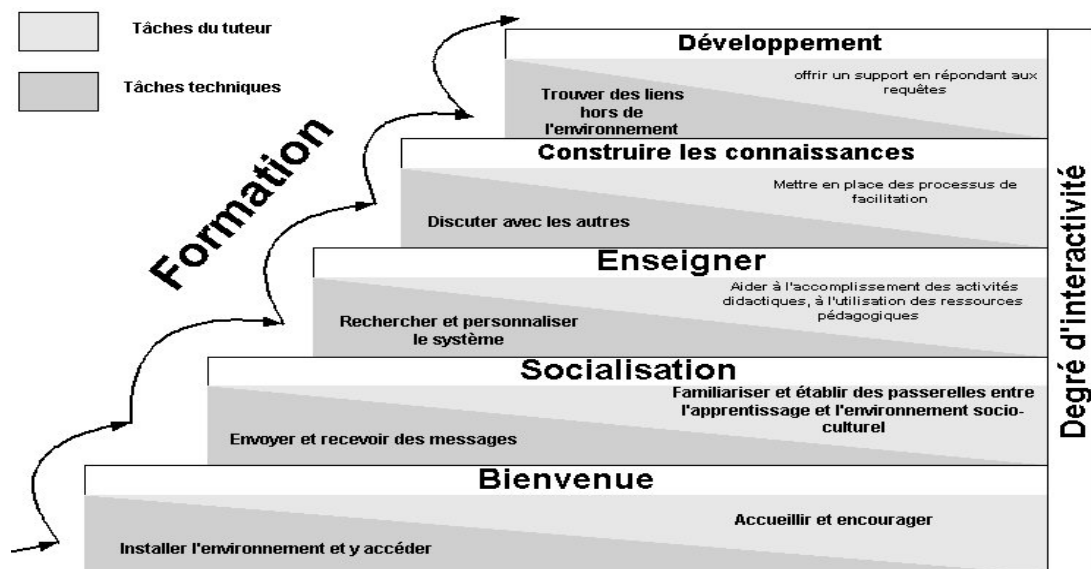 Tâches du tuteur
Tâches techniques
Formation
Développement
offrir un support en répondant aux
requêtes
Trouver des liens
hors de
l'environnement
Construire les connaissances
Mettre en place des processus de
facilitation
Discuter avec les autres
Enseigner
Aider à l'accomplissement des activités
didactiques, à l'utilisation des ressources
pédagogiques
Rechercher et personnaliser
le système
Socialisation
Familiariser et établir des passerelles entre
l'apprentissage et l'environnement socio-
culturel
Envoyer et recevoir des messages
Bienvenue
Accueillir et encourager
Installer l'environnement et y accéder
Degré d'interactivité